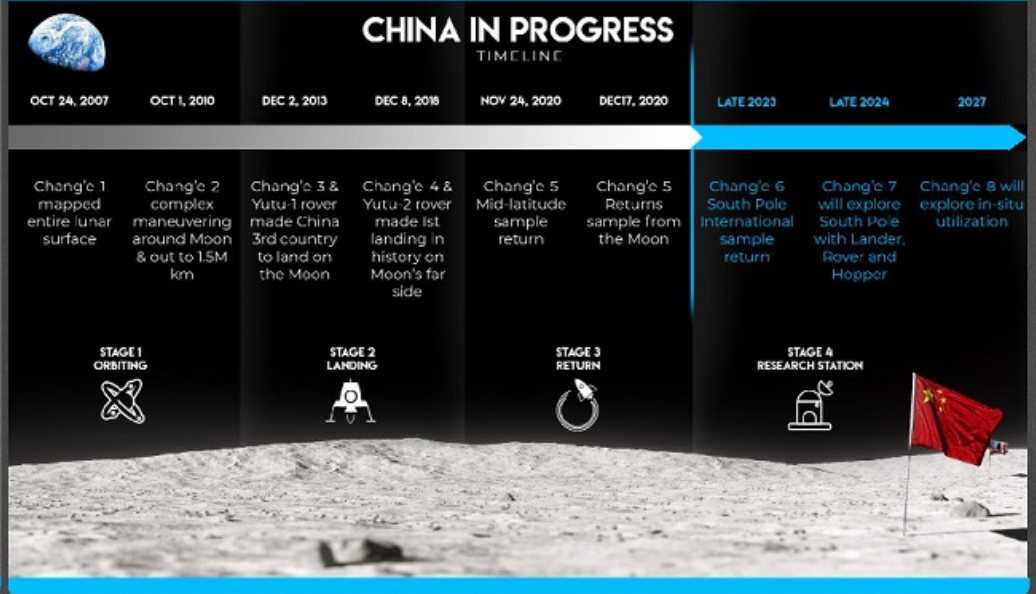 CHINA IN PROGRESS
TIMELINE
OCT 24, 2007
OCT 1, 2010
DEC 2, 2013
DEC 8, 2018
NOV 24, 2020
DEC17, 2020
LATE 2023
LATE 2024
2027
Chang'e 1
mapped
entire lunar
surface
Chang'e 2
complex
maneuvering
around Moon
& out to 1.5M
km
Chang'e 3 &
Yutu-1 rover
made China
3rd country
to land on
the Moon
Chang'e 4 &
Yutu-2 rover
made 1st
landing in
history on
Moon's far
side
Chang'e 5
Mid-latitude
sample
return
Chang'e 5
Returns
sample from
the Moon
Chang'e 6
South Pole
International
sample
return
Chang'e 7
will explore
South Pole
with Lander,
Rover and
Hopper
Chang'e 8 will
explore in-situ
utilization
STAGE 1
ORBITING
STAGE 2
LANDING
STAGE 3
RETURN
STAGE 4
RESEARCH STATION